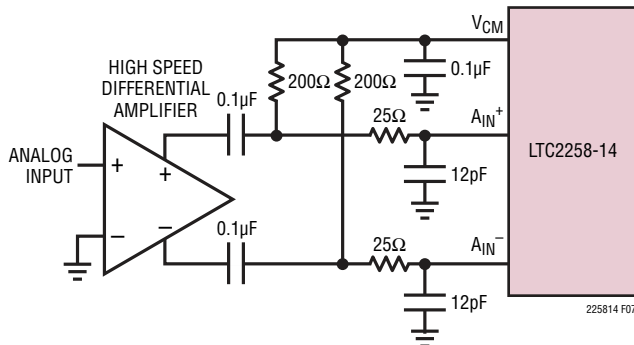 V_CM
HIGH SPEED
DIFFERENTIAL
AMPLIFIER
200Ω
200Ω
0.1µF
0.1µF
25Ω
A_IN^+
LTC2258-14
ANALOG
INPUT
+
+
12pF
–
–
0.1µF
25Ω
A_IN^–
12pF
225814 F07